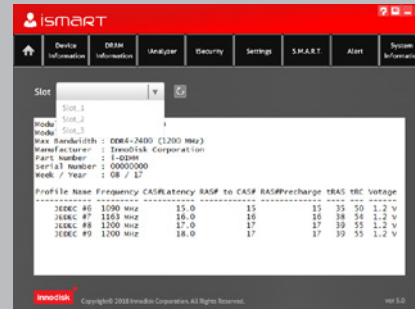 ismart
Device Information
DRAM Information
iAnalyzer
iSecurity
Settings
S.M.A.R.T.
Alert
System Informati
Slot
Slot_1
Slot_2
Slot_3
Modu
Modu
Max Bandwidth : DDR4-2400 (1200 MHz)
Manufacturer : InnoDisk Corporation
Part Number : i-DIMM
Serial Number : 00000000
Week / Year : 08 / 17
Profile Name Frequency CAS#Latency RAS# to CAS# RAS#Precharge tRAS tRC Votage
JEDEC #6 1090 MHz 15.0 15 15 35 50 1.2 V
JEDEC #7 1163 MHz 16.0 16 16 38 54 1.2 V
JEDEC #8 1200 MHz 17.0 17 17 39 55 1.2 V
JEDEC #9 1200 MHz 18.0 17 17 39 55 1.2 V
innodisk Copyright© 2018 Innodisk Corporation. All Rights Reserved. ver 5.0